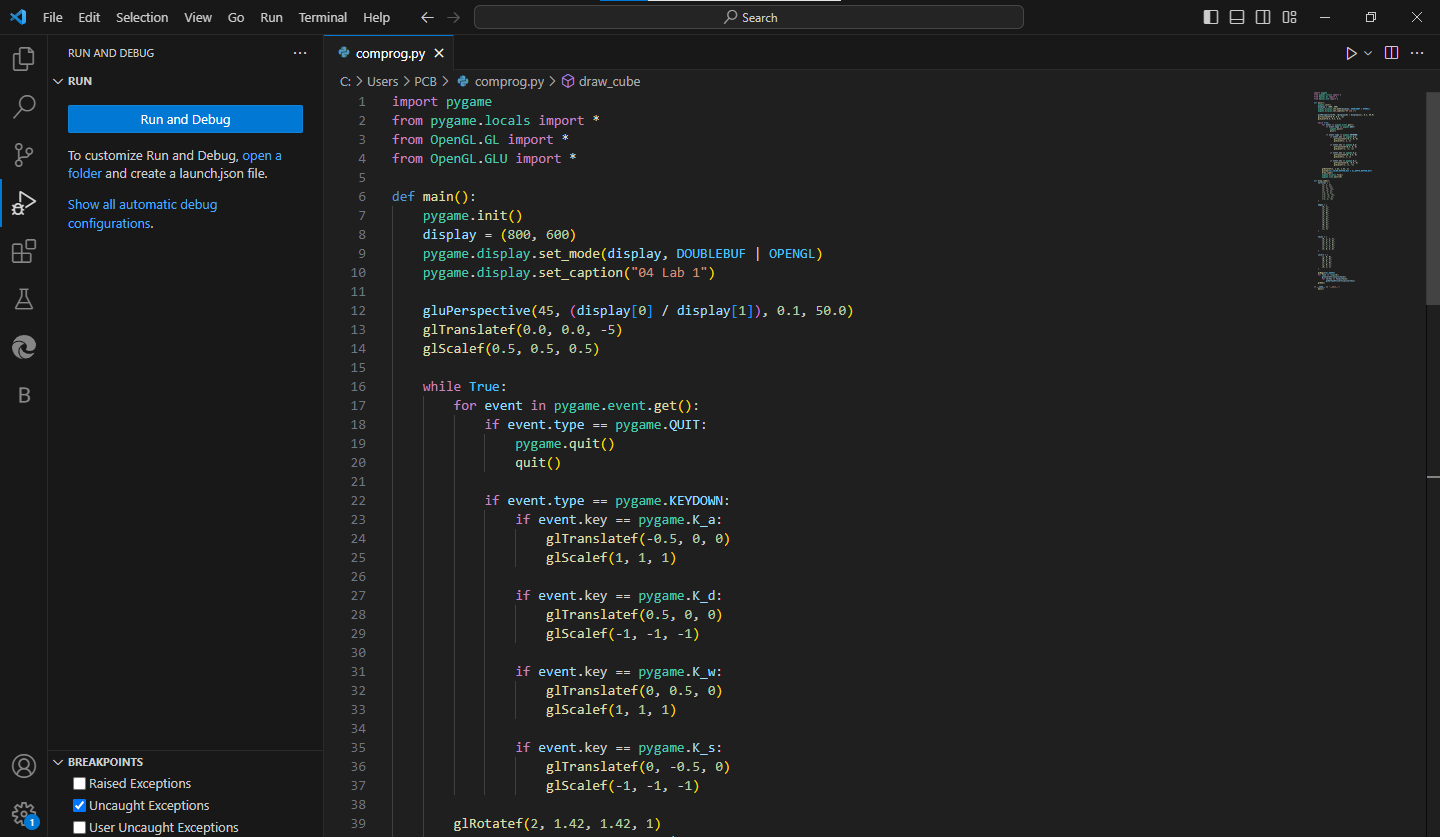 File Edit Selection View Go Run Terminal Help Search
RUN AND DEBUG
RUN
Run and Debug
To customize Run and Debug, open a
folder and create a launch.json file.
Show all automatic debug
configurations.
B
1
BREAKPOINTS
Raised Exceptions
Uncaught Exceptions
User Uncaught Exceptions
comprog.py
C: > Users > PCB > comprog.py > draw_cube
1 import pygame
2 from pygame.locals import *
3 from OpenGL.GL import *
4 from OpenGL.GLU import *
5
6 def main():
7 pygame.init()
8 display = (800, 600)
9 pygame.display.set_mode(display, DOUBLEBUF | OPENGL)
10 pygame.display.set_caption("04 Lab 1")
11
12 gluPerspective(45, (display[0] / display[1]), 0.1, 50.0)
13 glTranslatef(0.0, 0.0, -5)
14 glScalef(0.5, 0.5, 0.5)
15
16 while True:
17 for event in pygame.event.get():
18 if event.type == pygame.QUIT:
19 pygame.quit()
20 quit()
21
22 if event.type == pygame.KEYDOWN:
23 if event.key == pygame.K_a:
24 glTranslatef(-0.5, 0, 0)
25 glScalef(1, 1, 1)
26
27 if event.key == pygame.K_d:
28 glTranslatef(0.5, 0, 0)
29 glScalef(-1, -1, -1)
30
31 if event.key == pygame.K_w:
32 glTranslatef(0, 0.5, 0)
33 glScalef(1, 1, 1)
34
35 if event.key == pygame.K_s:
36 glTranslatef(0, -0.5, 0)
37 glScalef(-1, -1, -1)
38
39 glRotatef(2, 1.42, 1.42, 1)